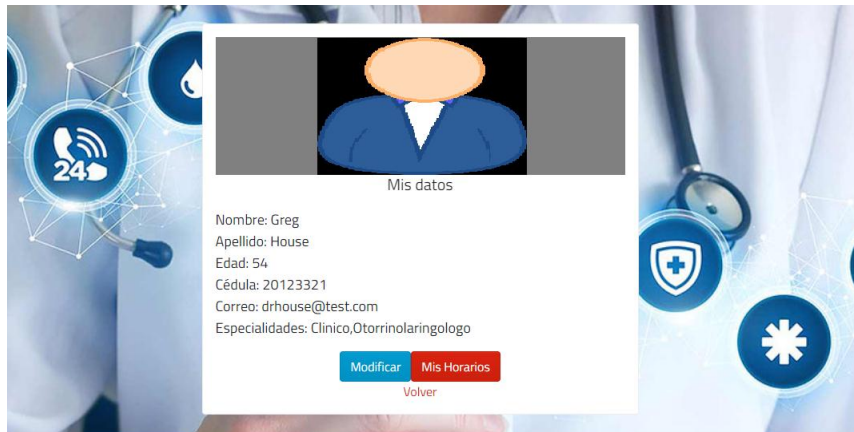 24
Mis datos
Nombre: Greg
Apellido: House
Edad: 54
Cédula: 20123321
Correo: drhouse@test.com
Especialidades: Clinico,Otorrinolaringologo
Modificar Mis Horarios
Volver